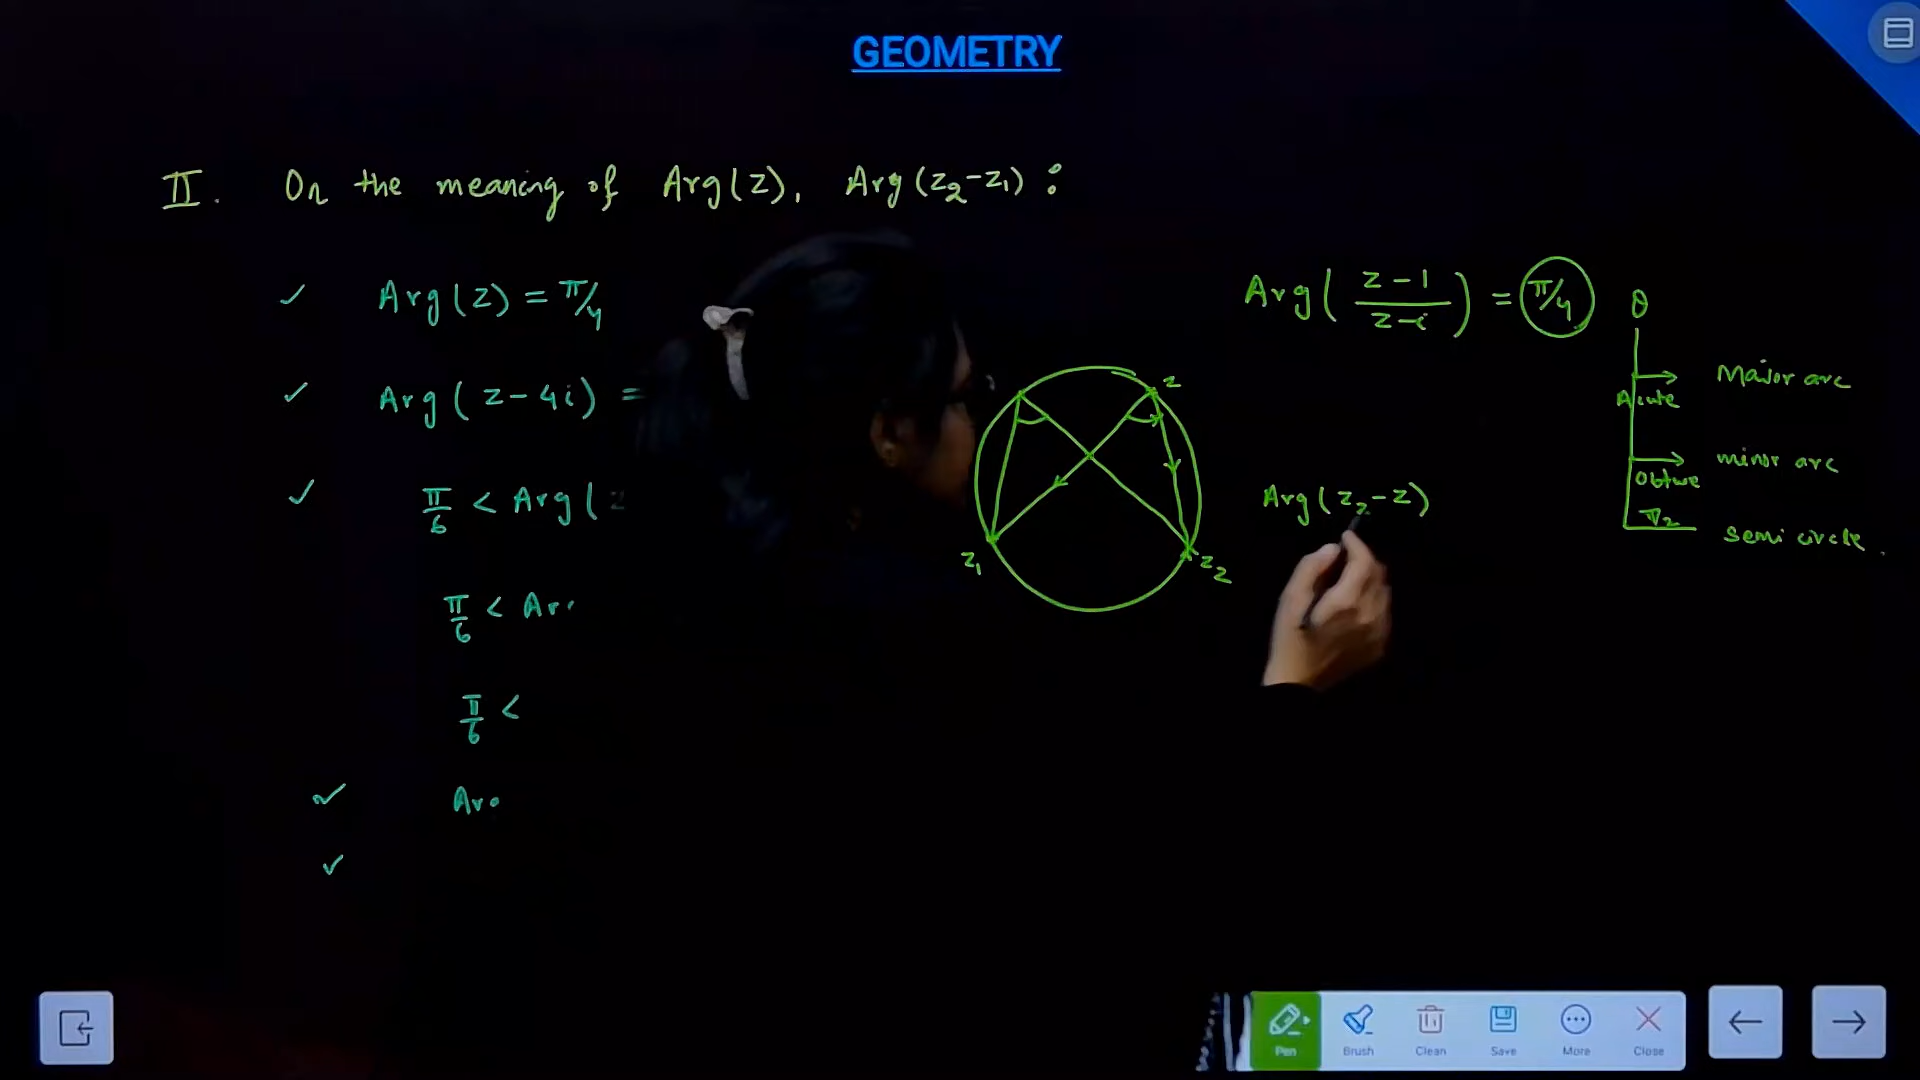 GEOMETRY
II. On the meaning of Arg(z), Arg(z₂-z₁) :
✓ Arg(z) = π/4
✓ Arg(z-4i) =
✓ π/6 < Arg(z
π/6 < Ar
π/6 <
✓ Arg
✓
Arg((z-1)/(z-i)) = π/4 θ
Major arc
Acute
minor arc
Obtuse
π/2 semi circle.
z
z₁
z₂
Arg(z₂-z)
Pen Brush Clean Save More Close